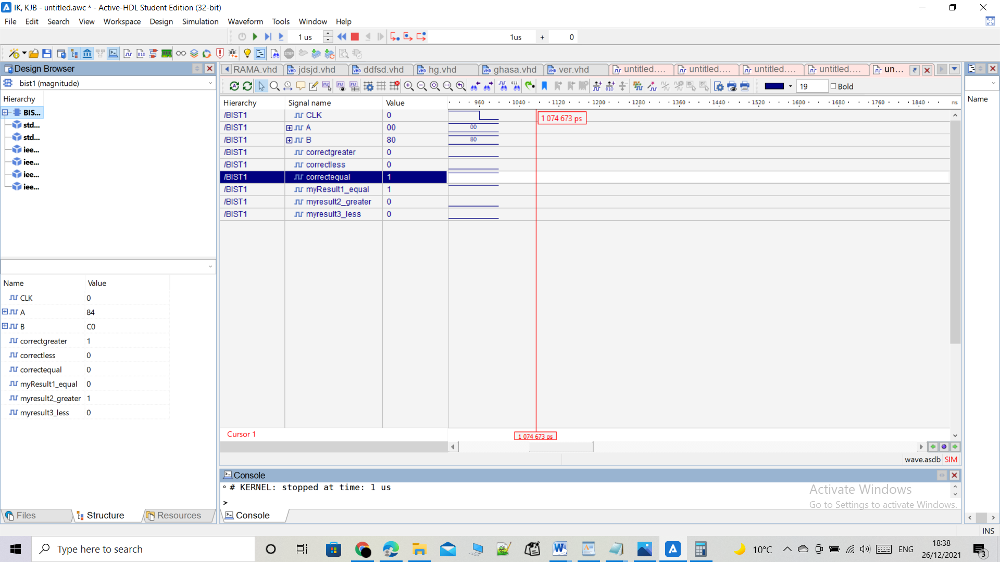 IK, KJB - untitled.awc * - Active-HDL Student Edition (32-bit)
File Edit Search View Workspace Design Simulation Waveform Tools Window Help
1 us 1us + 0
Design Browser
RAMA.vhd jdsjd.vhd ddfsd.vhd hg.vhd ghasa.vhd ver.vhd untitled.... untitled.... untitled.... untitled.... un...
bist1 (magnitude)
19 Bold
Hierarchy
BIS...
std...
std...
iee...
iee...
iee...
iee...
Name Value
CLK 0
A 84
B C0
correctgreater 1
correctless 0
correctequal 0
myResult1_equal 0
myresult2_greater 1
myresult3_less 0
Files Structure Resources
Hierarchy Signal name Value 960 1040 1120 1200 1280 1360 1440 1520 1600 1680 1760 1840 ns
/BIST1 CLK 0 1 074 673 ps
/BIST1 A 00 00
/BIST1 B 80 80
/BIST1 correctgreater 0
/BIST1 correctless 0
/BIST1 correctequal 1
/BIST1 myResult1_equal 1
/BIST1 myresult2_greater 0
/BIST1 myresult3_less 0
Cursor 1 1 074 673 ps
wave.asdb SIM
Console
# KERNEL: stopped at time: 1 us
>
Console
Name
Activate Windows
Go to Settings to activate Windows.
INS
Type here to search
10°C ENG 18:38
26/12/2021
3